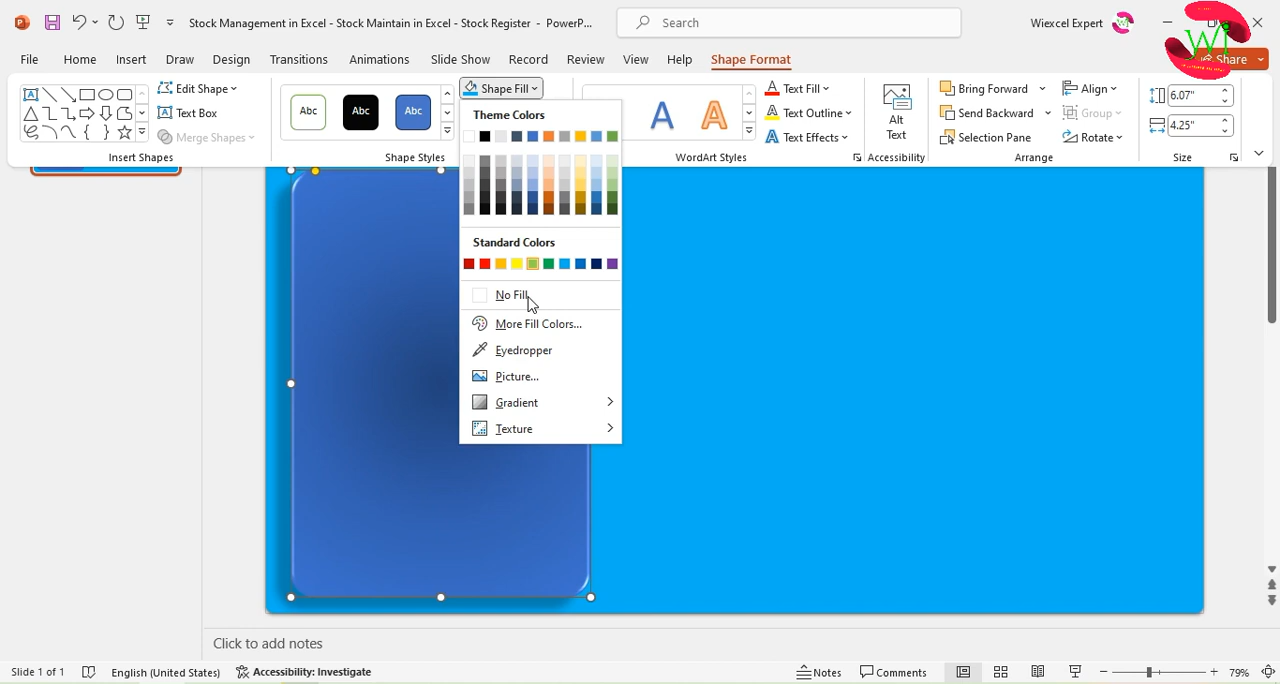 Stock Management in Excel - Stock Maintain in Excel - Stock Register - PowerP...
Search
Wiexcel Expert
Wi
File Home Insert Draw Design Transitions Animations Slide Show Record Review View Help Shape Format Share
Edit Shape
Text Box
Merge Shapes
Insert Shapes
Abc Abc Abc
Shape Styles
Shape Fill
A A
WordArt Styles
Text Fill
Text Outline
Text Effects
Alt
Text
Accessibility
Bring Forward
Send Backward
Selection Pane
Align
Group
Rotate
Arrange
6.07"
4.25"
Size
Theme Colors
Standard Colors
No Fill
More Fill Colors...
Eyedropper
Picture...
Gradient
Texture
Click to add notes
Slide 1 of 1 English (United States) Accessibility: Investigate Notes Comments 79%